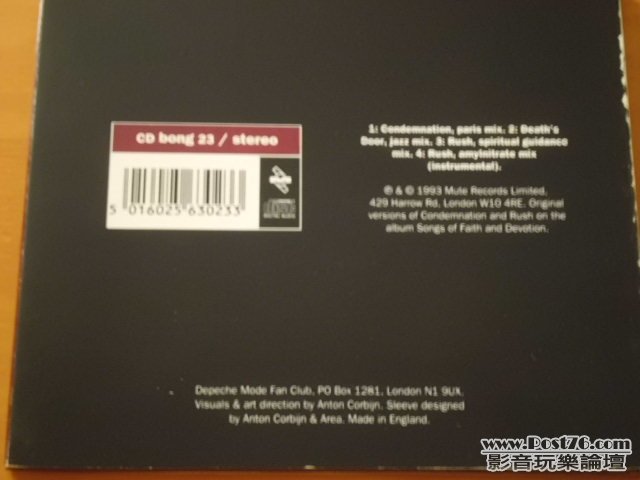 CD bong 23 / stereo
5 016025 630233
1: Condemnation, paris mix. 2: Death's
Door, jazz mix. 3: Rush, spiritual guidance
mix. 4: Rush, amylnitrate mix
(instrumental).
℗ & © 1993 Mute Records Limited,
429 Harrow Rd, London W10 4RE. Original
versions of Condemnation and Rush on the
album Songs of Faith and Devotion.
Depeche Mode Fan Club, PO Box 1281, London N1 9UX.
Visuals & art direction by Anton Corbijn. Sleeve designed
by Anton Corbijn & Area. Made in England.
www.Post76.com
影音玩樂論壇